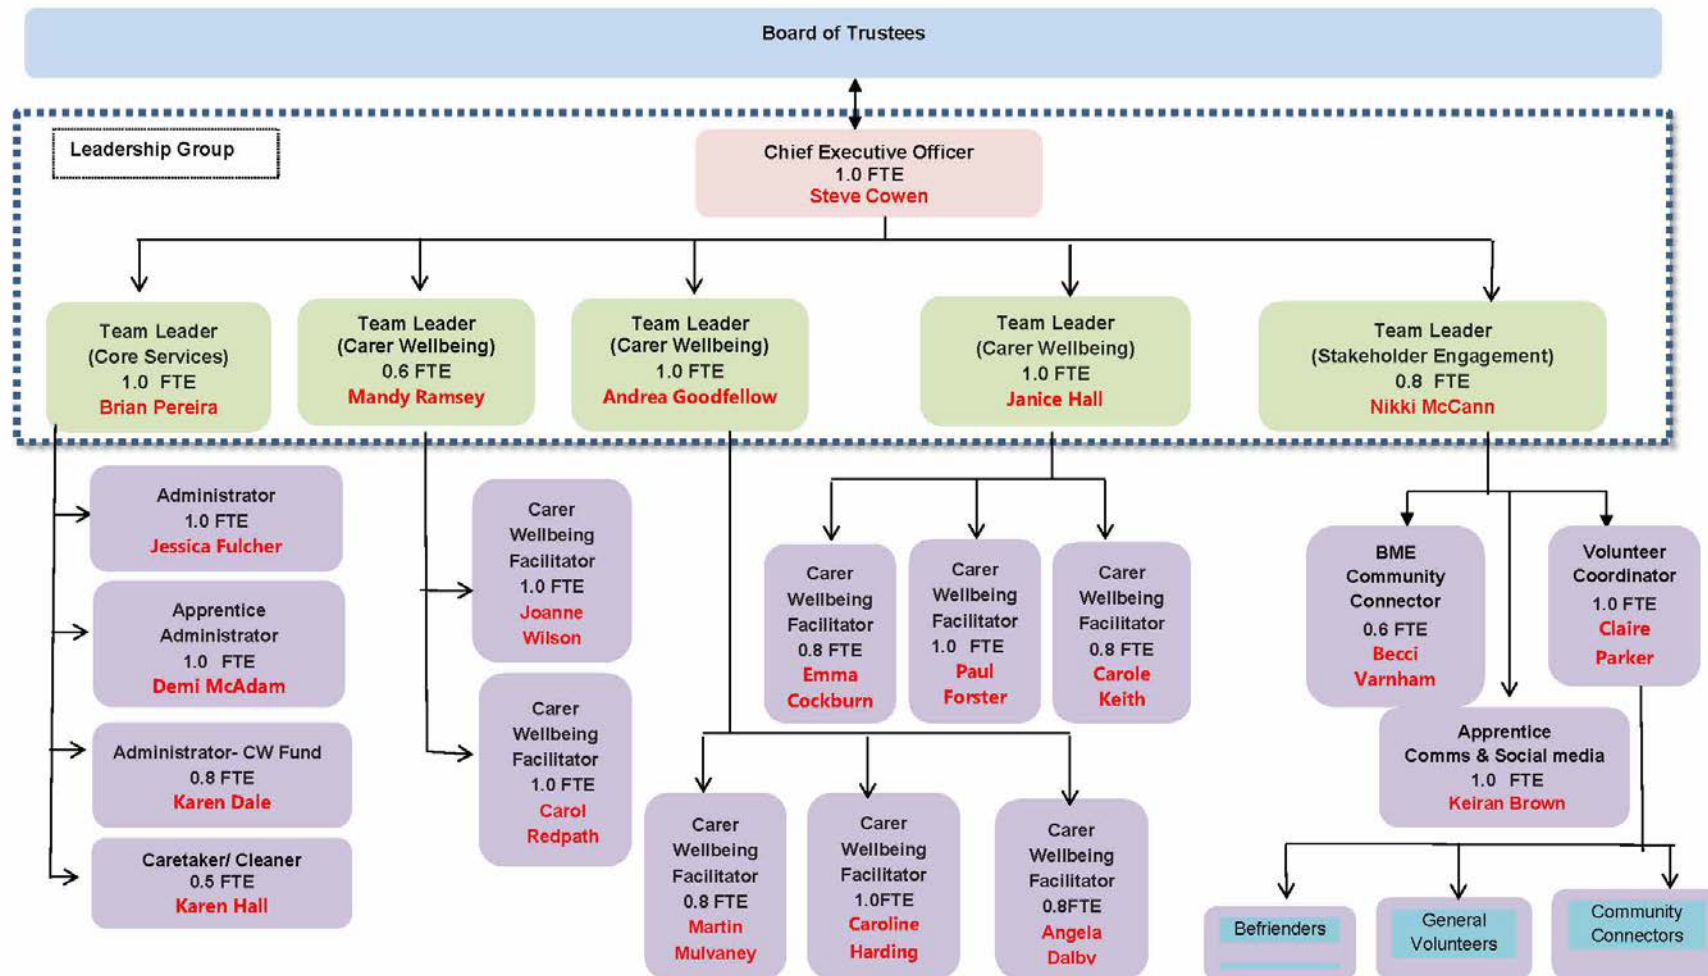 Board of Trustees
Leadership Group
Chief Executive Officer
1.0 FTE
Steve Cowen
Team Leader
(Core Services)
1.0 FTE
Brian Pereira
Team Leader
(Carer Wellbeing)
0.6 FTE
Mandy Ramsey
Team Leader
(Carer Wellbeing)
1.0 FTE
Andrea Goodfellow
Team Leader
(Carer Wellbeing)
1.0 FTE
Janice Hall
Team Leader
(Stakeholder Engagement)
0.8 FTE
Nikki McCann
Administrator
1.0 FTE
Jessica Fulcher
Apprentice
Administrator
1.0 FTE
Demi McAdam
Administrator- CW Fund
0.8 FTE
Karen Dale
Caretaker/ Cleaner
0.5 FTE
Karen Hall
Carer
Wellbeing
Facilitator
1.0 FTE
Joanne
Wilson
Carer
Wellbeing
Facilitator
1.0 FTE
Carol
Redpath
Carer
Wellbeing
Facilitator
0.8 FTE
Martin
Mulvaney
Carer
Wellbeing
Facilitator
1.0FTE
Caroline
Harding
Carer
Wellbeing
Facilitator
0.8FTE
Angela
Dalby
Carer
Wellbeing
Facilitator
0.8 FTE
Emma
Cockburn
Carer
Wellbeing
Facilitator
1.0 FTE
Paul
Forster
Carer
Wellbeing
Facilitator
0.8 FTE
Carole
Keith
BME
Community
Connector
0.6 FTE
Becci
Varnham
Apprentice
Comms & Social media
1.0 FTE
Keiran Brown
Volunteer
Coordinator
1.0 FTE
Claire
Parker
Befrienders
General
Volunteers
Community
Connectors